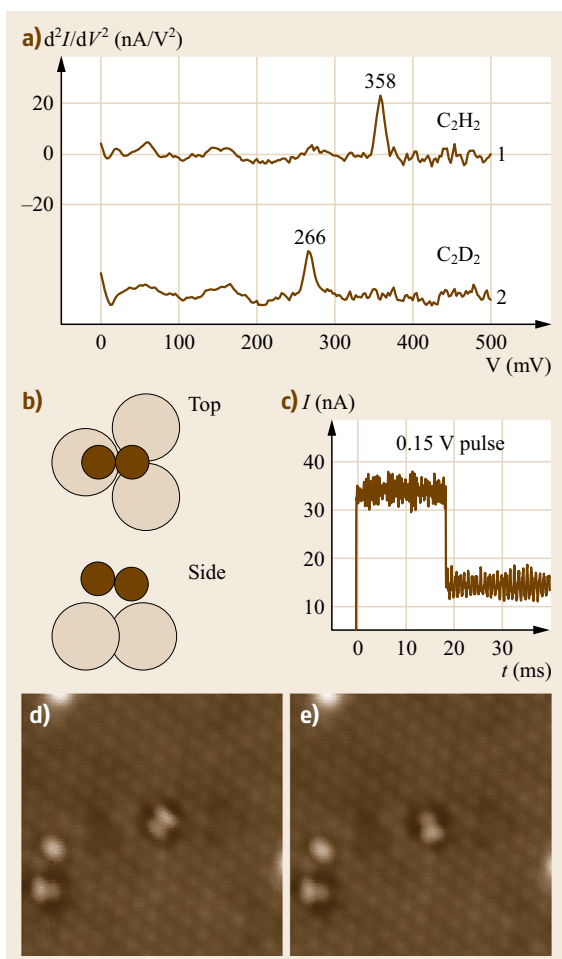 a) d²I/dV² (nA/V²)
358
20
C₂H₂
0
1
–20
266
C₂D₂
2
0 100 200 300 400 500
V (mV)
b)
Top
Side
c) I (nA)
0.15 V pulse
40
30
20
10
0 10 20 30
t (ms)
d)
e)